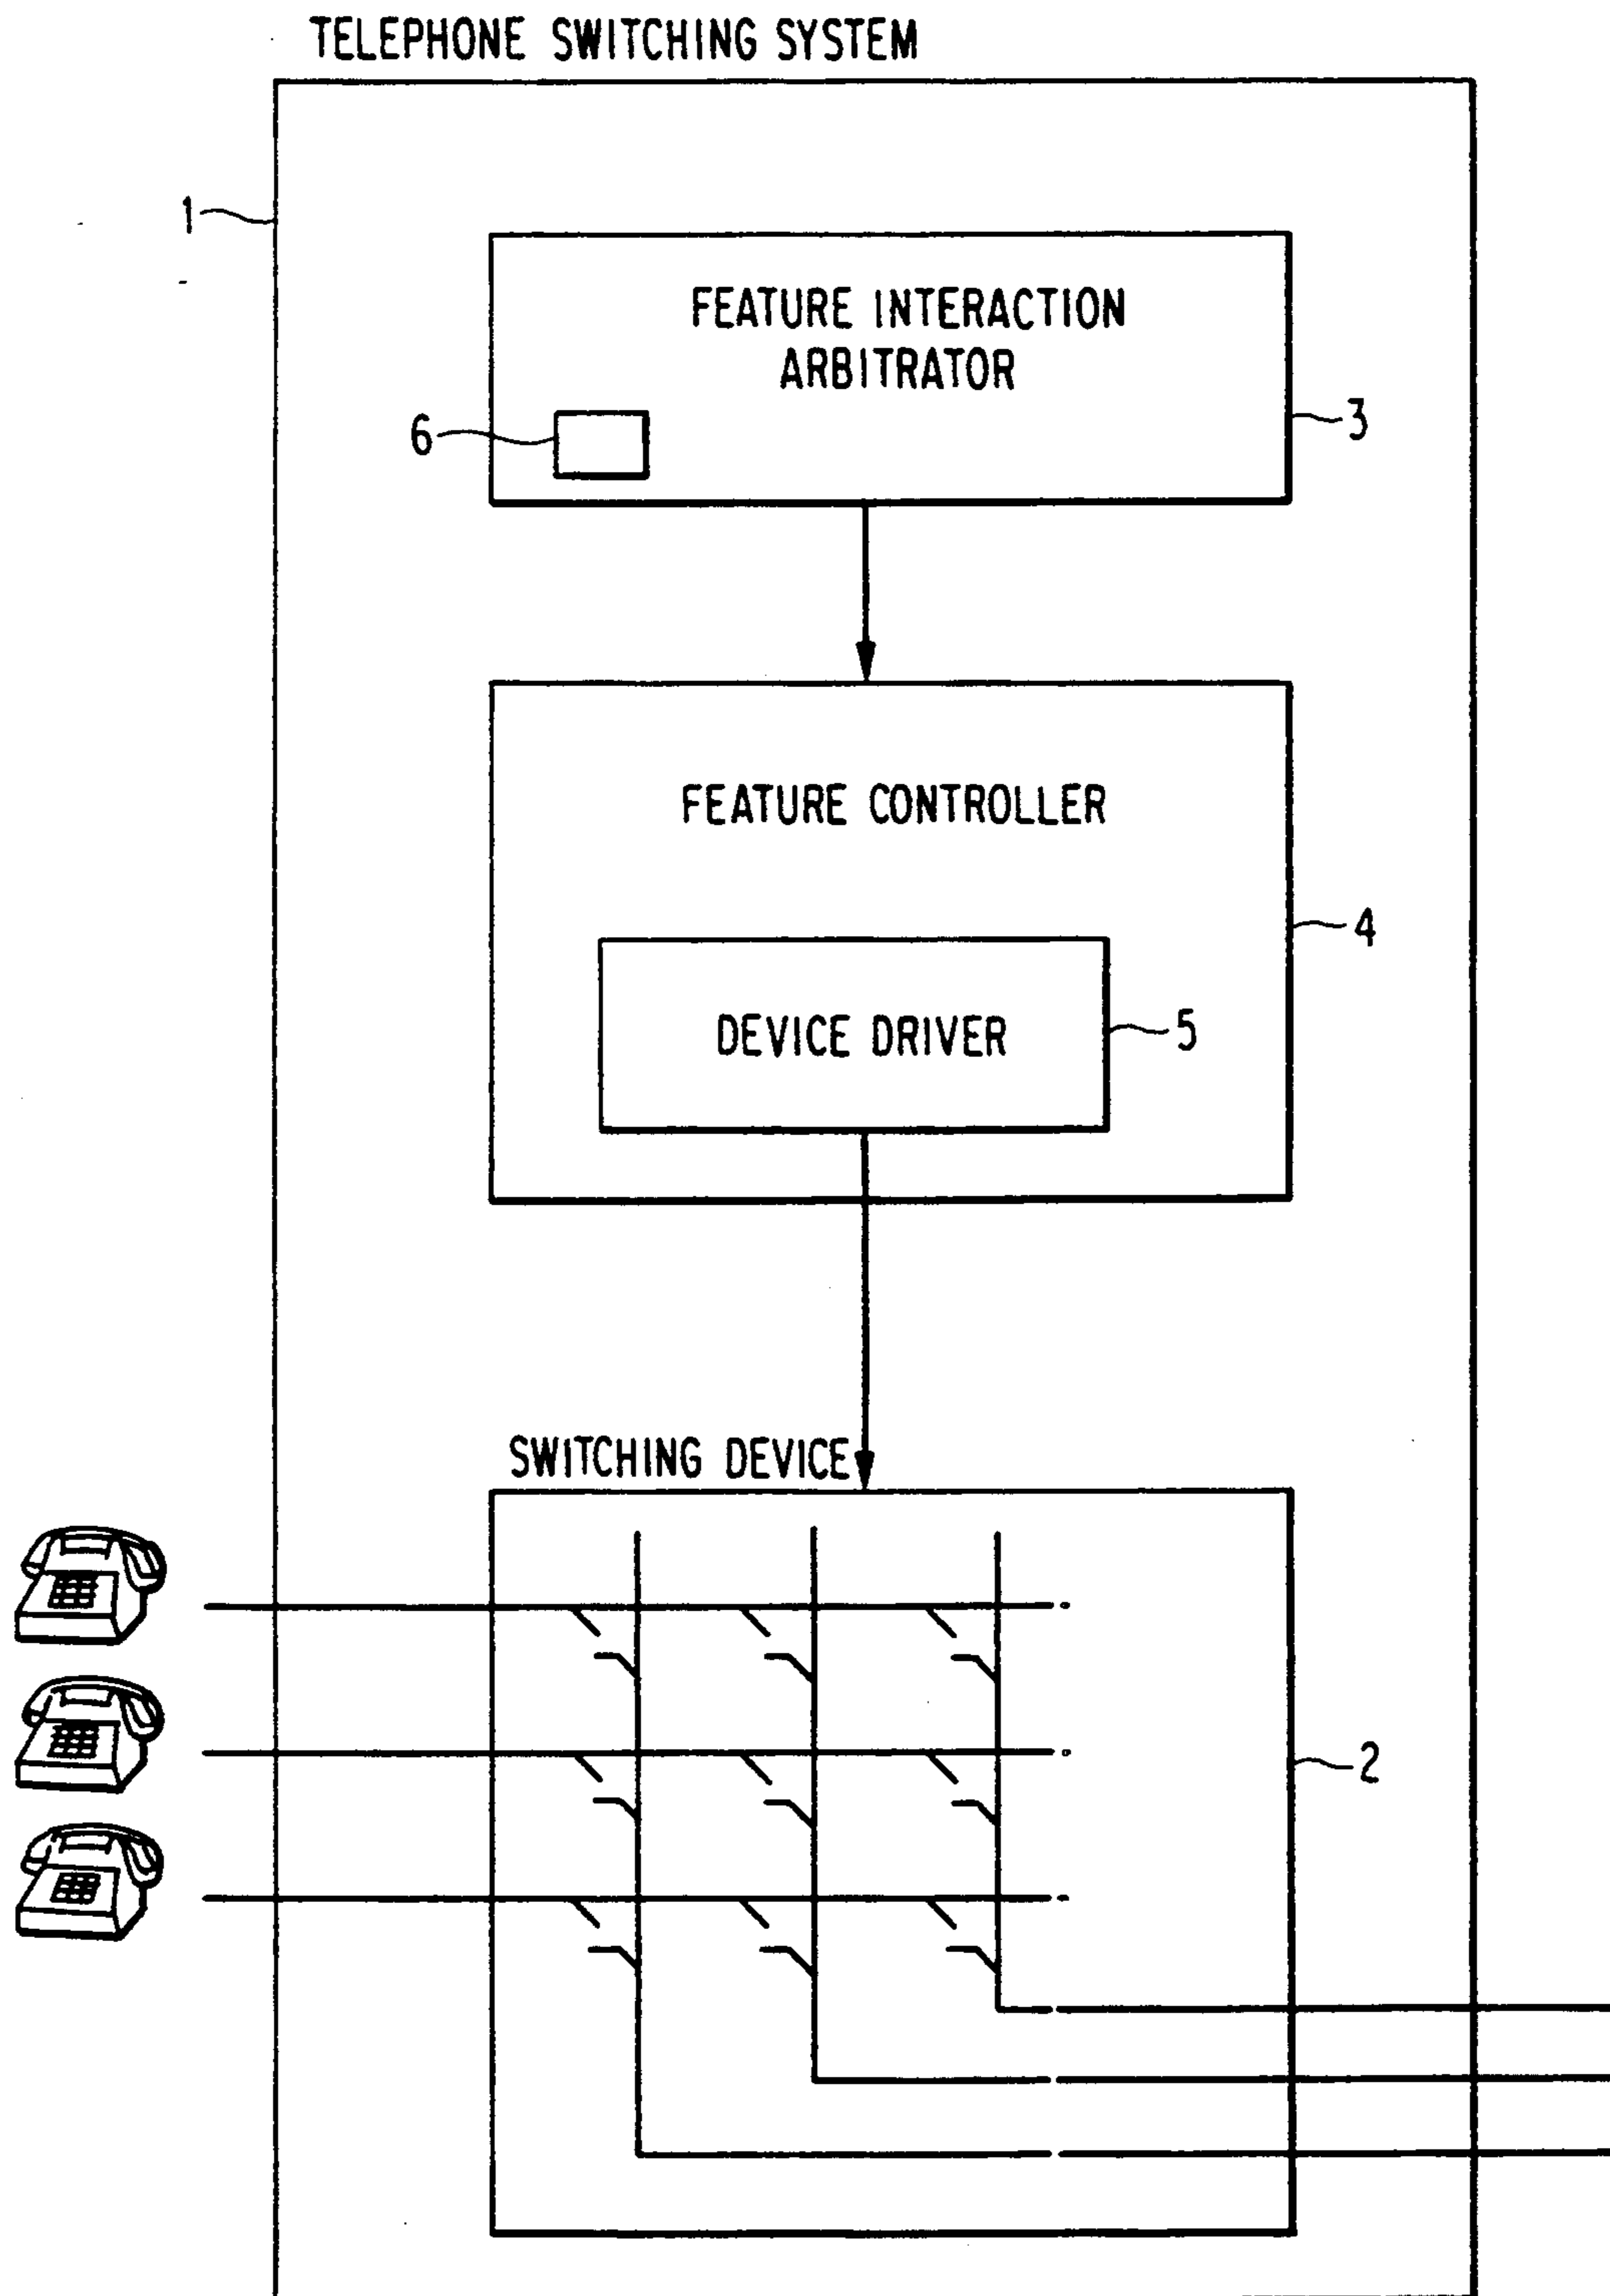 TELEPHONE SWITCHING SYSTEM
1
FEATURE INTERACTION
ARBITRATOR
6
3
FEATURE CONTROLLER
4
DEVICE DRIVER
5
SWITCHING DEVICE
2